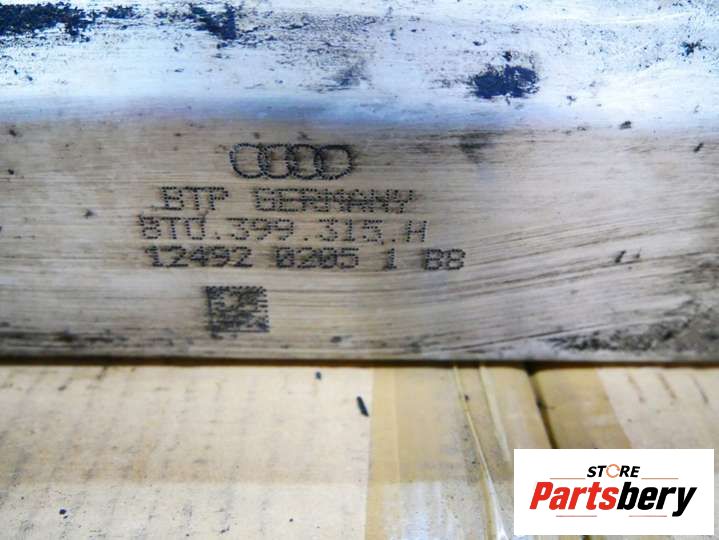 BTP GERMANY
8T0.399.315.H
12492 0205 1 B8
STORE
Partsbery